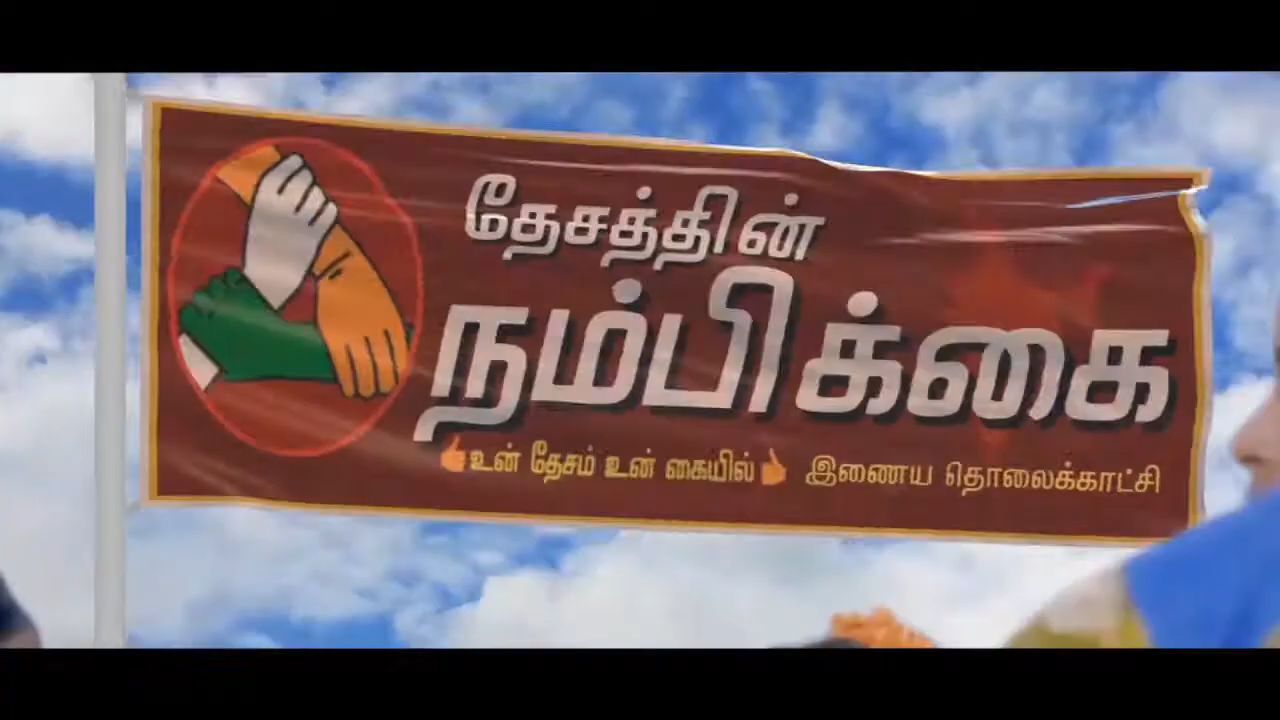 தேசத்தின்
நம்பிக்கை
உன் தேசம் உன் கையில் இணைய தொலைக்காட்சி